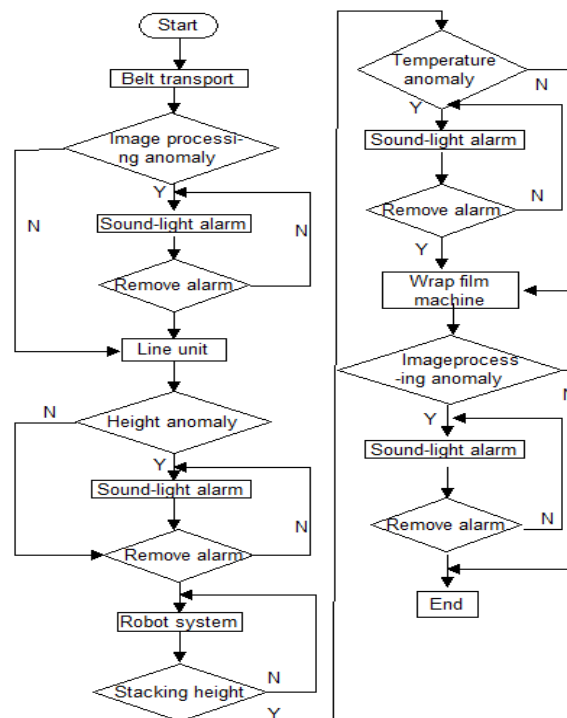 Start
Belt transport
Image processi-
ng anomaly
Y
N
Sound-light alarm
N
Remove alarm
Line unit
N
Height anomaly
Y
Sound-light alarm
N
Remove alarm
Robot system
N
Stacking height
Y
Temperature
anomaly
N
Y
Sound-light alarm
N
Remove alarm
Y
Wrap film
machine
Imageprocess
-ing anomaly
N
Y
Sound-light alarm
N
Remove alarm
End